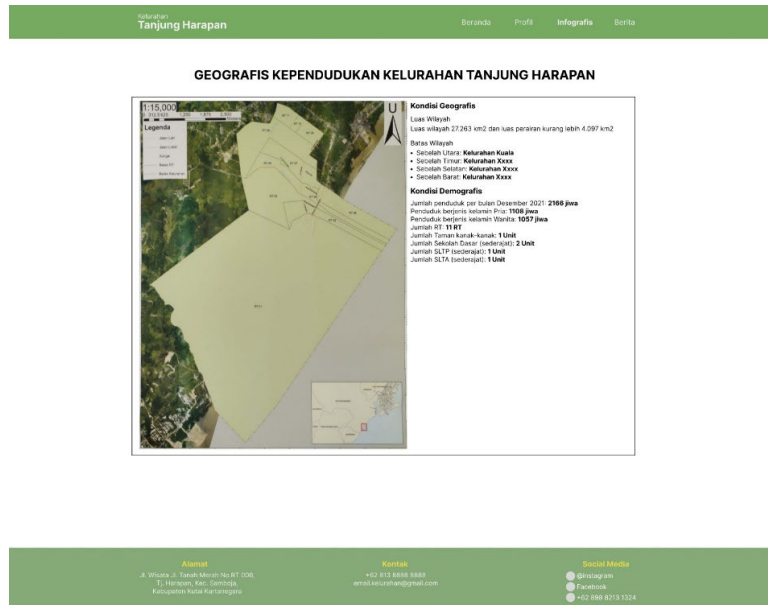 Kelurahan
Tanjung Harapan
Beranda
Profil
Infografis
Berita
GEOGRAFIS KEPENDUDUKAN KELURAHAN TANJUNG HARAPAN
1:15,000
Legenda
U
Kondisi Geografis
Luas Wilayah
Luas wilayah 27.263 km2 dan luas perairan kurang lebih 4.097 km2
Batas Wilayah
• Sebelah Utara: Kelurahan Kuala
• Sebelah Timur: Kelurahan Xxxx
• Sebelah Selatan: Kelurahan Xxxx
• Sebelah Barat: Kelurahan Xxxx
Kondisi Demografis
Jumlah penduduk per bulan Desember 2021: 2166 jiwa
Penduduk berjenis kelamin Pria: 1108 jiwa
Penduduk berjenis kelamin Wanita: 1057 jiwa
Jumlah RT: 11 RT
Jumlah Taman kanak-kanak: 1 Unit
Jumlah Sekolah Dasar (sederajat): 2 Unit
Jumlah SLTP (sederajat): 1 Unit
Jumlah SLTA (sederajat): 1 Unit
Alamat
Jl. Wisata Jl. Tanah Merah No.RT.006,
Tj. Harapan, Kec. Samboja,
Kabupaten Kutai Kartanegara
Kontak
+62 813 8888 8888
email.kelurahan@gmail.com
Social Media
@instagram
Facebook
+62 898 8213 1324